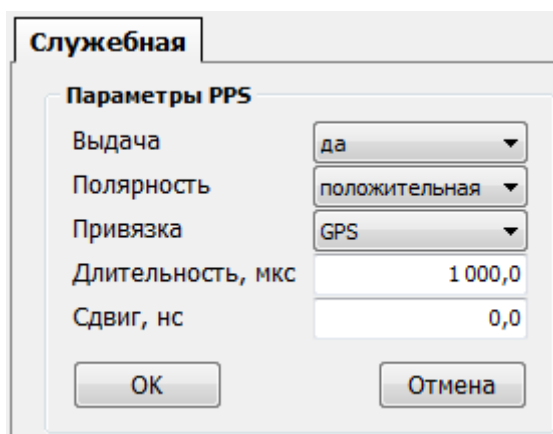 Служебная
Параметры PPS
Выдача да
Полярность положительная
Привязка GPS
Длительность, мкс 1 000,0
Сдвиг, нс 0,0
OK Отмена